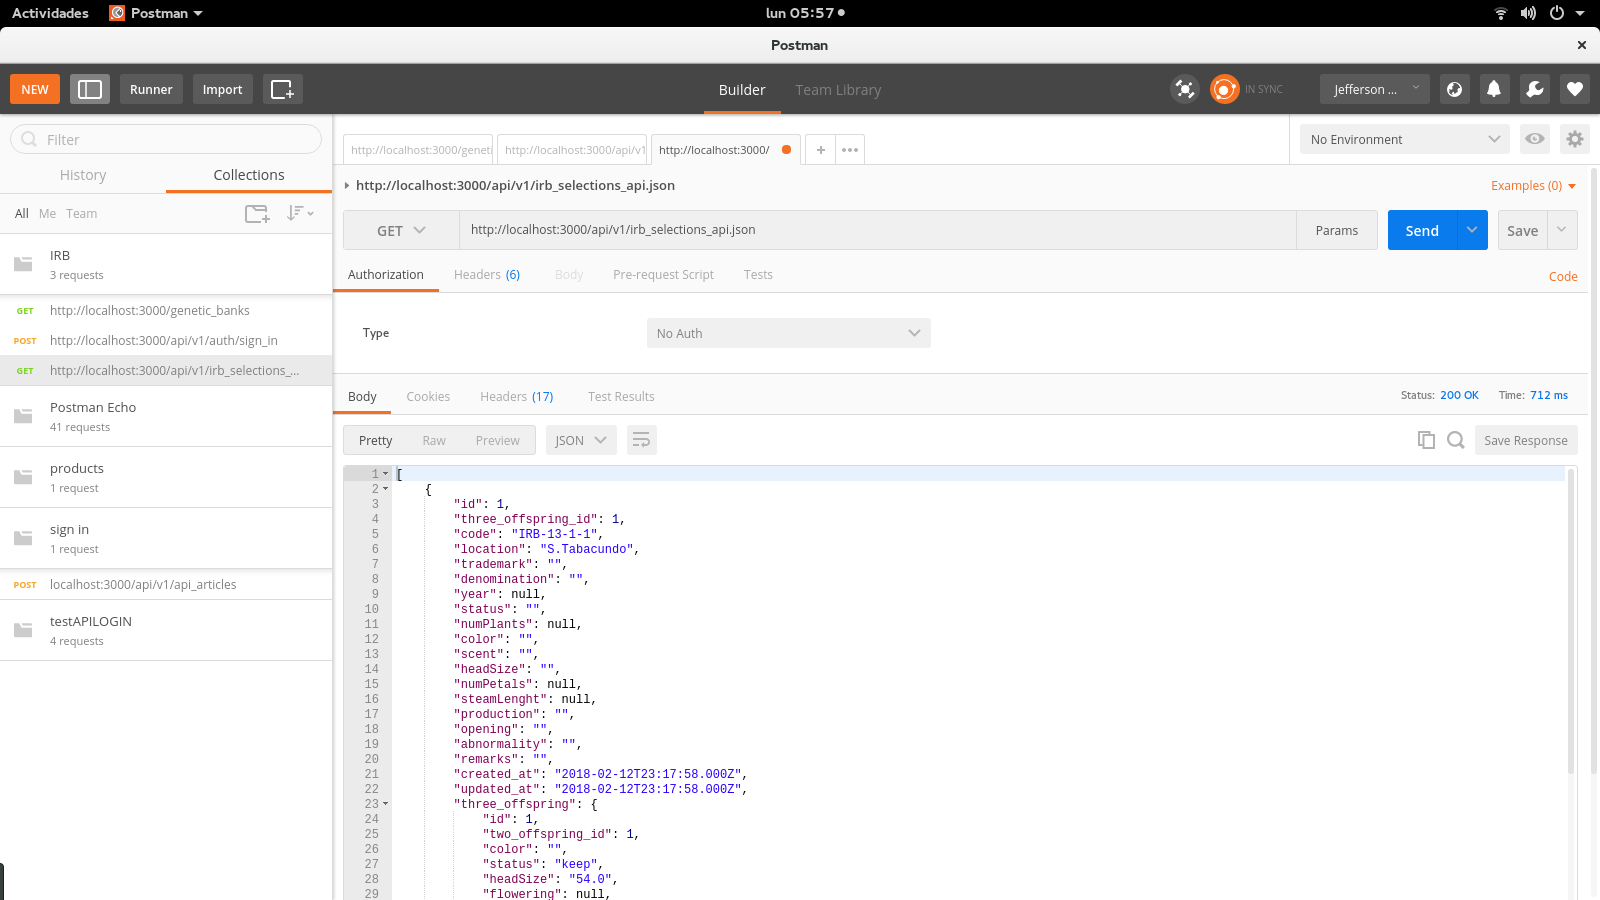 Actividades Postman lun 05:57
Postman
NEW Runner Import Builder Team Library IN SYNC Jefferson ...
Filter
History Collections
All Me Team
IRB
3 requests
GET http://localhost:3000/genetic_banks
POST http://localhost:3000/api/v1/auth/sign_in
GET http://localhost:3000/api/v1/irb_selections_...
Postman Echo
41 requests
products
1 request
sign in
1 request
POST localhost:3000/api/v1/api_articles
testAPILOGIN
4 requests
http://localhost:3000/geneti http://localhost:3000/api/v1 http://localhost:3000/ + •••
No Environment
http://localhost:3000/api/v1/irb_selections_api.json Examples (0)
GET http://localhost:3000/api/v1/irb_selections_api.json Params Send Save
Authorization Headers (6) Body Pre-request Script Tests Code
Type No Auth
Body Cookies Headers (17) Test Results Status: 200 OK Time: 712 ms
Pretty Raw Preview JSON Save Response
1 [
2 {
3 "id": 1,
4 "three_offspring_id": 1,
5 "code": "IRB-13-1-1",
6 "location": "S.Tabacundo",
7 "trademark": "",
8 "denomination": "",
9 "year": null,
10 "status": "",
11 "numPlants": null,
12 "color": "",
13 "scent": "",
14 "headSize": "",
15 "numPetals": null,
16 "steamLenght": null,
17 "production": "",
18 "opening": "",
19 "abnormality": "",
20 "remarks": "",
21 "created_at": "2018-02-12T23:17:58.000Z",
22 "updated_at": "2018-02-12T23:17:58.000Z",
23 "three_offspring": {
24 "id": 1,
25 "two_offspring_id": 1,
26 "color": "",
27 "status": "keep",
28 "headSize": "54.0",
29 "flowering": null,